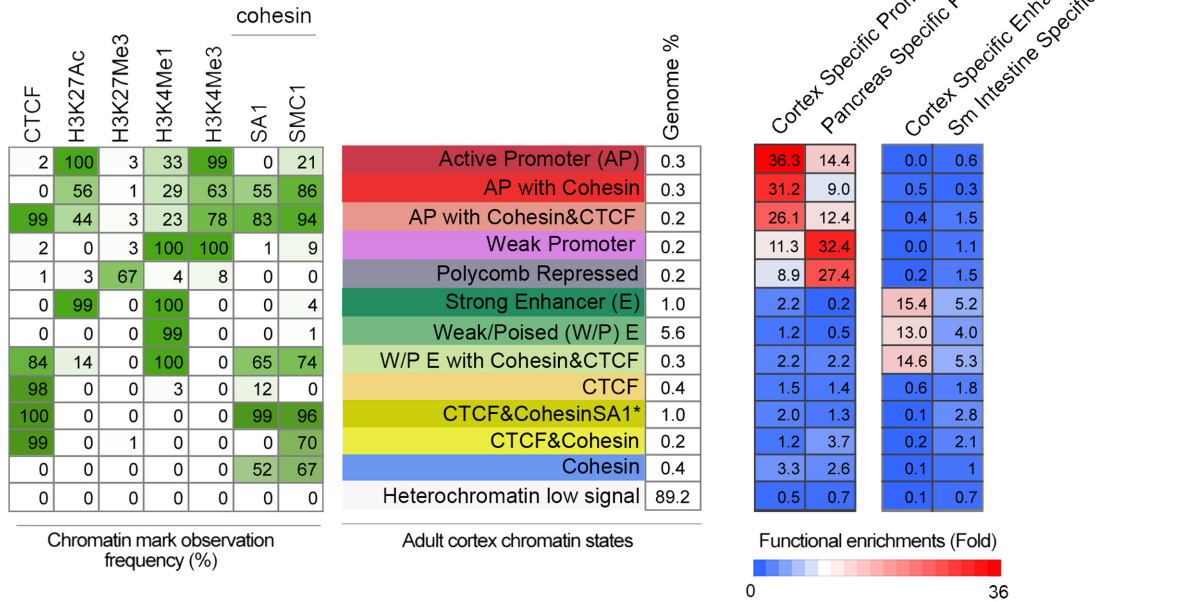 cohesin
CTCF H3K27Ac H3K27Me3 H3K4Me1 H3K4Me3 SA1 SMC1 Genome % Cortex Specific Pancreas Specific Cortex Specific Sm Intestine Specific
2 100 3 33 99 0 21 Active Promoter (AP) 0.3 36.3 14.4 0.0 0.6
0 56 1 29 63 55 86 AP with Cohesin 0.3 31.2 9.0 0.5 0.3
99 44 3 23 78 83 94 AP with Cohesin&CTCF 0.2 26.1 12.4 0.4 1.5
2 0 3 100 100 1 9 Weak Promoter 0.2 11.3 32.4 0.0 1.1
1 3 67 4 8 0 0 Polycomb Repressed 0.2 8.9 27.4 0.2 1.5
0 99 0 100 0 0 4 Strong Enhancer (E) 1.0 2.2 0.2 15.4 5.2
0 0 0 99 0 0 1 Weak/Poised (W/P) E 5.6 1.2 0.5 13.0 4.0
84 14 0 100 0 65 74 W/P E with Cohesin&CTCF 0.3 2.2 2.2 14.6 5.3
98 0 0 3 0 12 0 CTCF 0.4 1.5 1.4 0.6 1.8
100 0 0 0 0 99 96 CTCF&CohesinSA1* 1.0 2.0 1.3 0.1 2.8
99 0 1 0 0 0 70 CTCF&Cohesin 0.2 1.2 3.7 0.2 2.1
0 0 0 0 0 52 67 Cohesin 0.4 3.3 2.6 0.1 1
0 0 0 0 0 0 0 Heterochromatin low signal 89.2 0.5 0.7 0.1 0.7
Chromatin mark observation
frequency (%)
Adult cortex chromatin states
Functional enrichments (Fold)
0 36